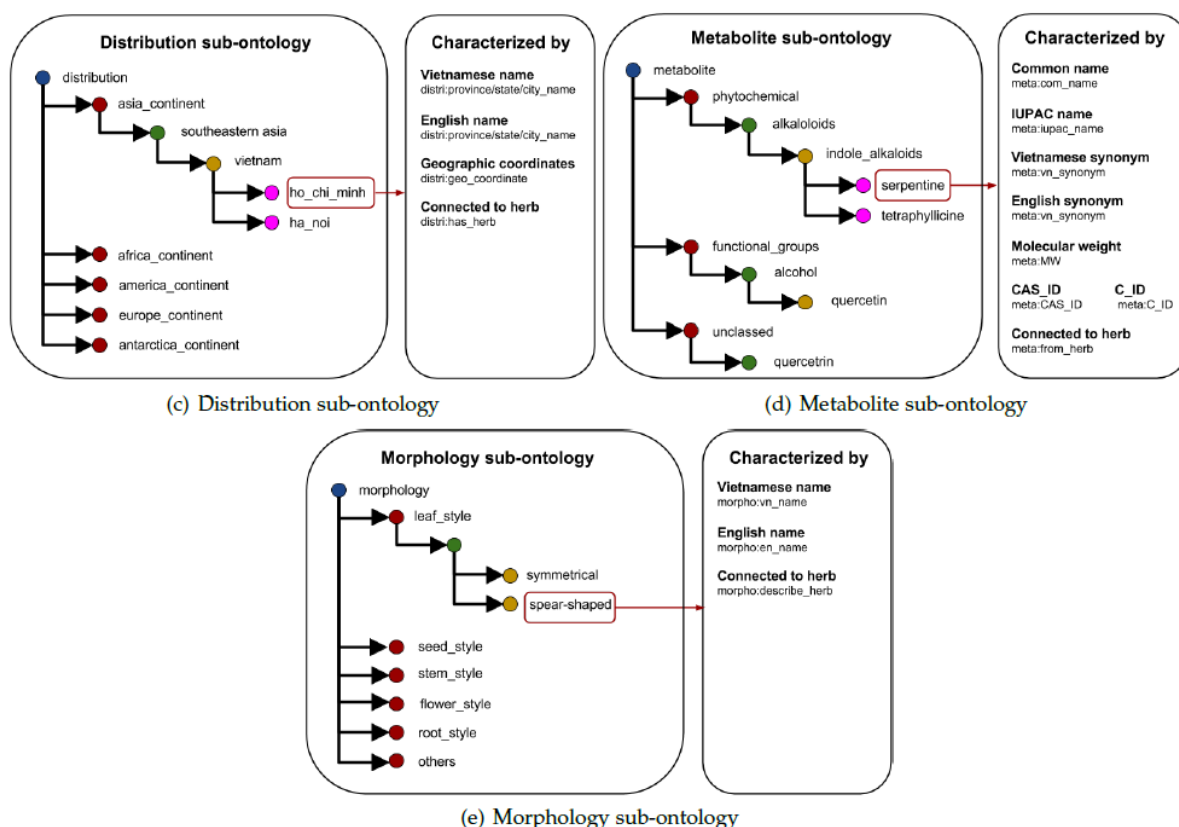 Distribution sub-ontology
distribution
asia_continent
southeastern asia
vietnam
ho_chi_minh
ha_noi
africa_continent
america_continent
europe_continent
antarctica_continent
Characterized by
Vietnamese name
distri:province/state/city_name
English name
distri:province/state/city_name
Geographic coordinates
distri:geo_coordinate
Connected to herb
distri:has_herb
(c) Distribution sub-ontology
Metabolite sub-ontology
metabolite
phytochemical
alkaloloids
indole_alkaloids
serpentine
tetraphyllicine
functional_groups
alcohol
quercetin
unclassed
quercetrin
Characterized by
Common name
meta:com_name
IUPAC name
meta:iupac_name
Vietnamese synonym
meta:vn_synonym
English synonym
meta:vn_synonym
Molecular weight
meta:MW
CAS_ID C_ID
meta:CAS_ID meta:C_ID
Connected to herb
meta:from_herb
(d) Metabolite sub-ontology
Morphology sub-ontology
morphology
leaf_style
symmetrical
spear-shaped
seed_style
stem_style
flower_style
root_style
others
Characterized by
Vietnamese name
morpho:vn_name
English name
morpho:en_name
Connected to herb
morpho:describe_herb
(e) Morphology sub-ontology